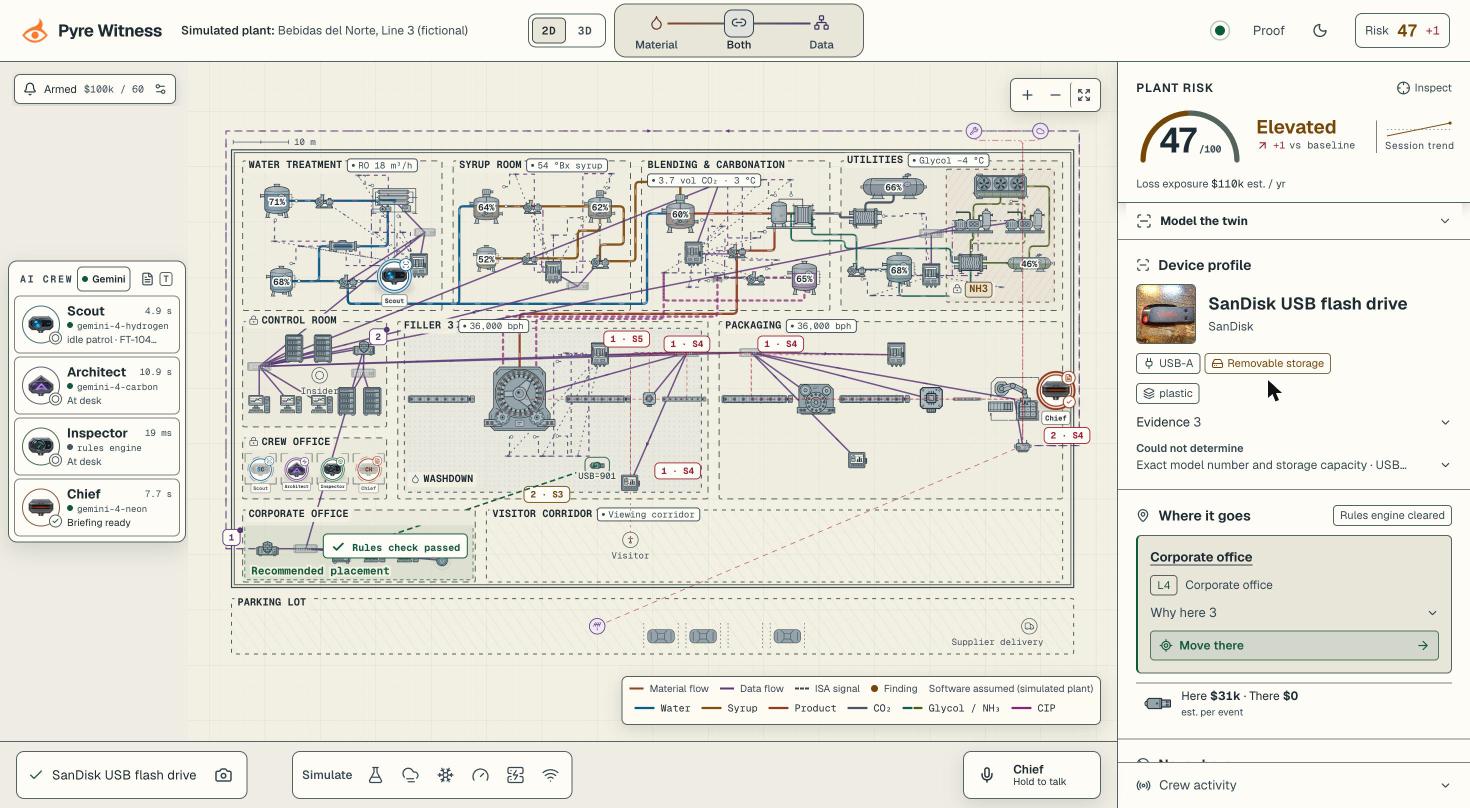 Pyre Witness
Simulated plant: Bebidas del Norte, Line 3 (fictional)
2D 3D
Material Both Data
Proof
Risk 47 +1
Armed $100k / 60
AI CREW Gemini T
Scout 4.9 s
gemini-4-hydrogen
idle patrol · FT-104…
Architect 10.9 s
gemini-4-carbon
At desk
Inspector 19 ms
rules engine
At desk
Chief 7.7 s
gemini-4-neon
Briefing ready
10 m
WATER TREATMENT • RO 18 m³/h
71%
68%
Scout
SYRUP ROOM • 54 °Bx syrup
64% 62%
52%
BLENDING & CARBONATION
• 3.7 vol CO₂ · 3 °C
60%
65%
UTILITIES • Glycol −4 °C
66%
68%
46%
NH3
CONTROL ROOM
2
Insider
FILLER 3 • 36,000 bph
1 · S5
1 · S4
PACKAGING • 36,000 bph
1 · S4
Chief
2 · S4
CREW OFFICE
SC CH
Scout Architect Inspector Chief
WASHDOWN
USB-901
1 · S4
2 · S3
CORPORATE OFFICE
1
Rules check passed
Recommended placement
VISITOR CORRIDOR • Viewing corridor
Visitor
PARKING LOT
Supplier delivery
Material flow Data flow ISA signal Finding Software assumed (simulated plant)
Water Syrup Product CO₂ Glycol / NH₃ CIP
SanDisk USB flash drive
Simulate
Chief
Hold to talk
PLANT RISK Inspect
47 /100
Elevated
+1 vs baseline
Session trend
Loss exposure $110k est. / yr
Model the twin
Device profile
SanDisk USB flash drive
SanDisk
USB-A Removable storage
plastic
Evidence 3
Could not determine
Exact model number and storage capacity · USB…
Where it goes Rules engine cleared
Corporate office
L4 Corporate office
Why here 3
Move there
Here $31k · There $0
est. per event
Crew activity